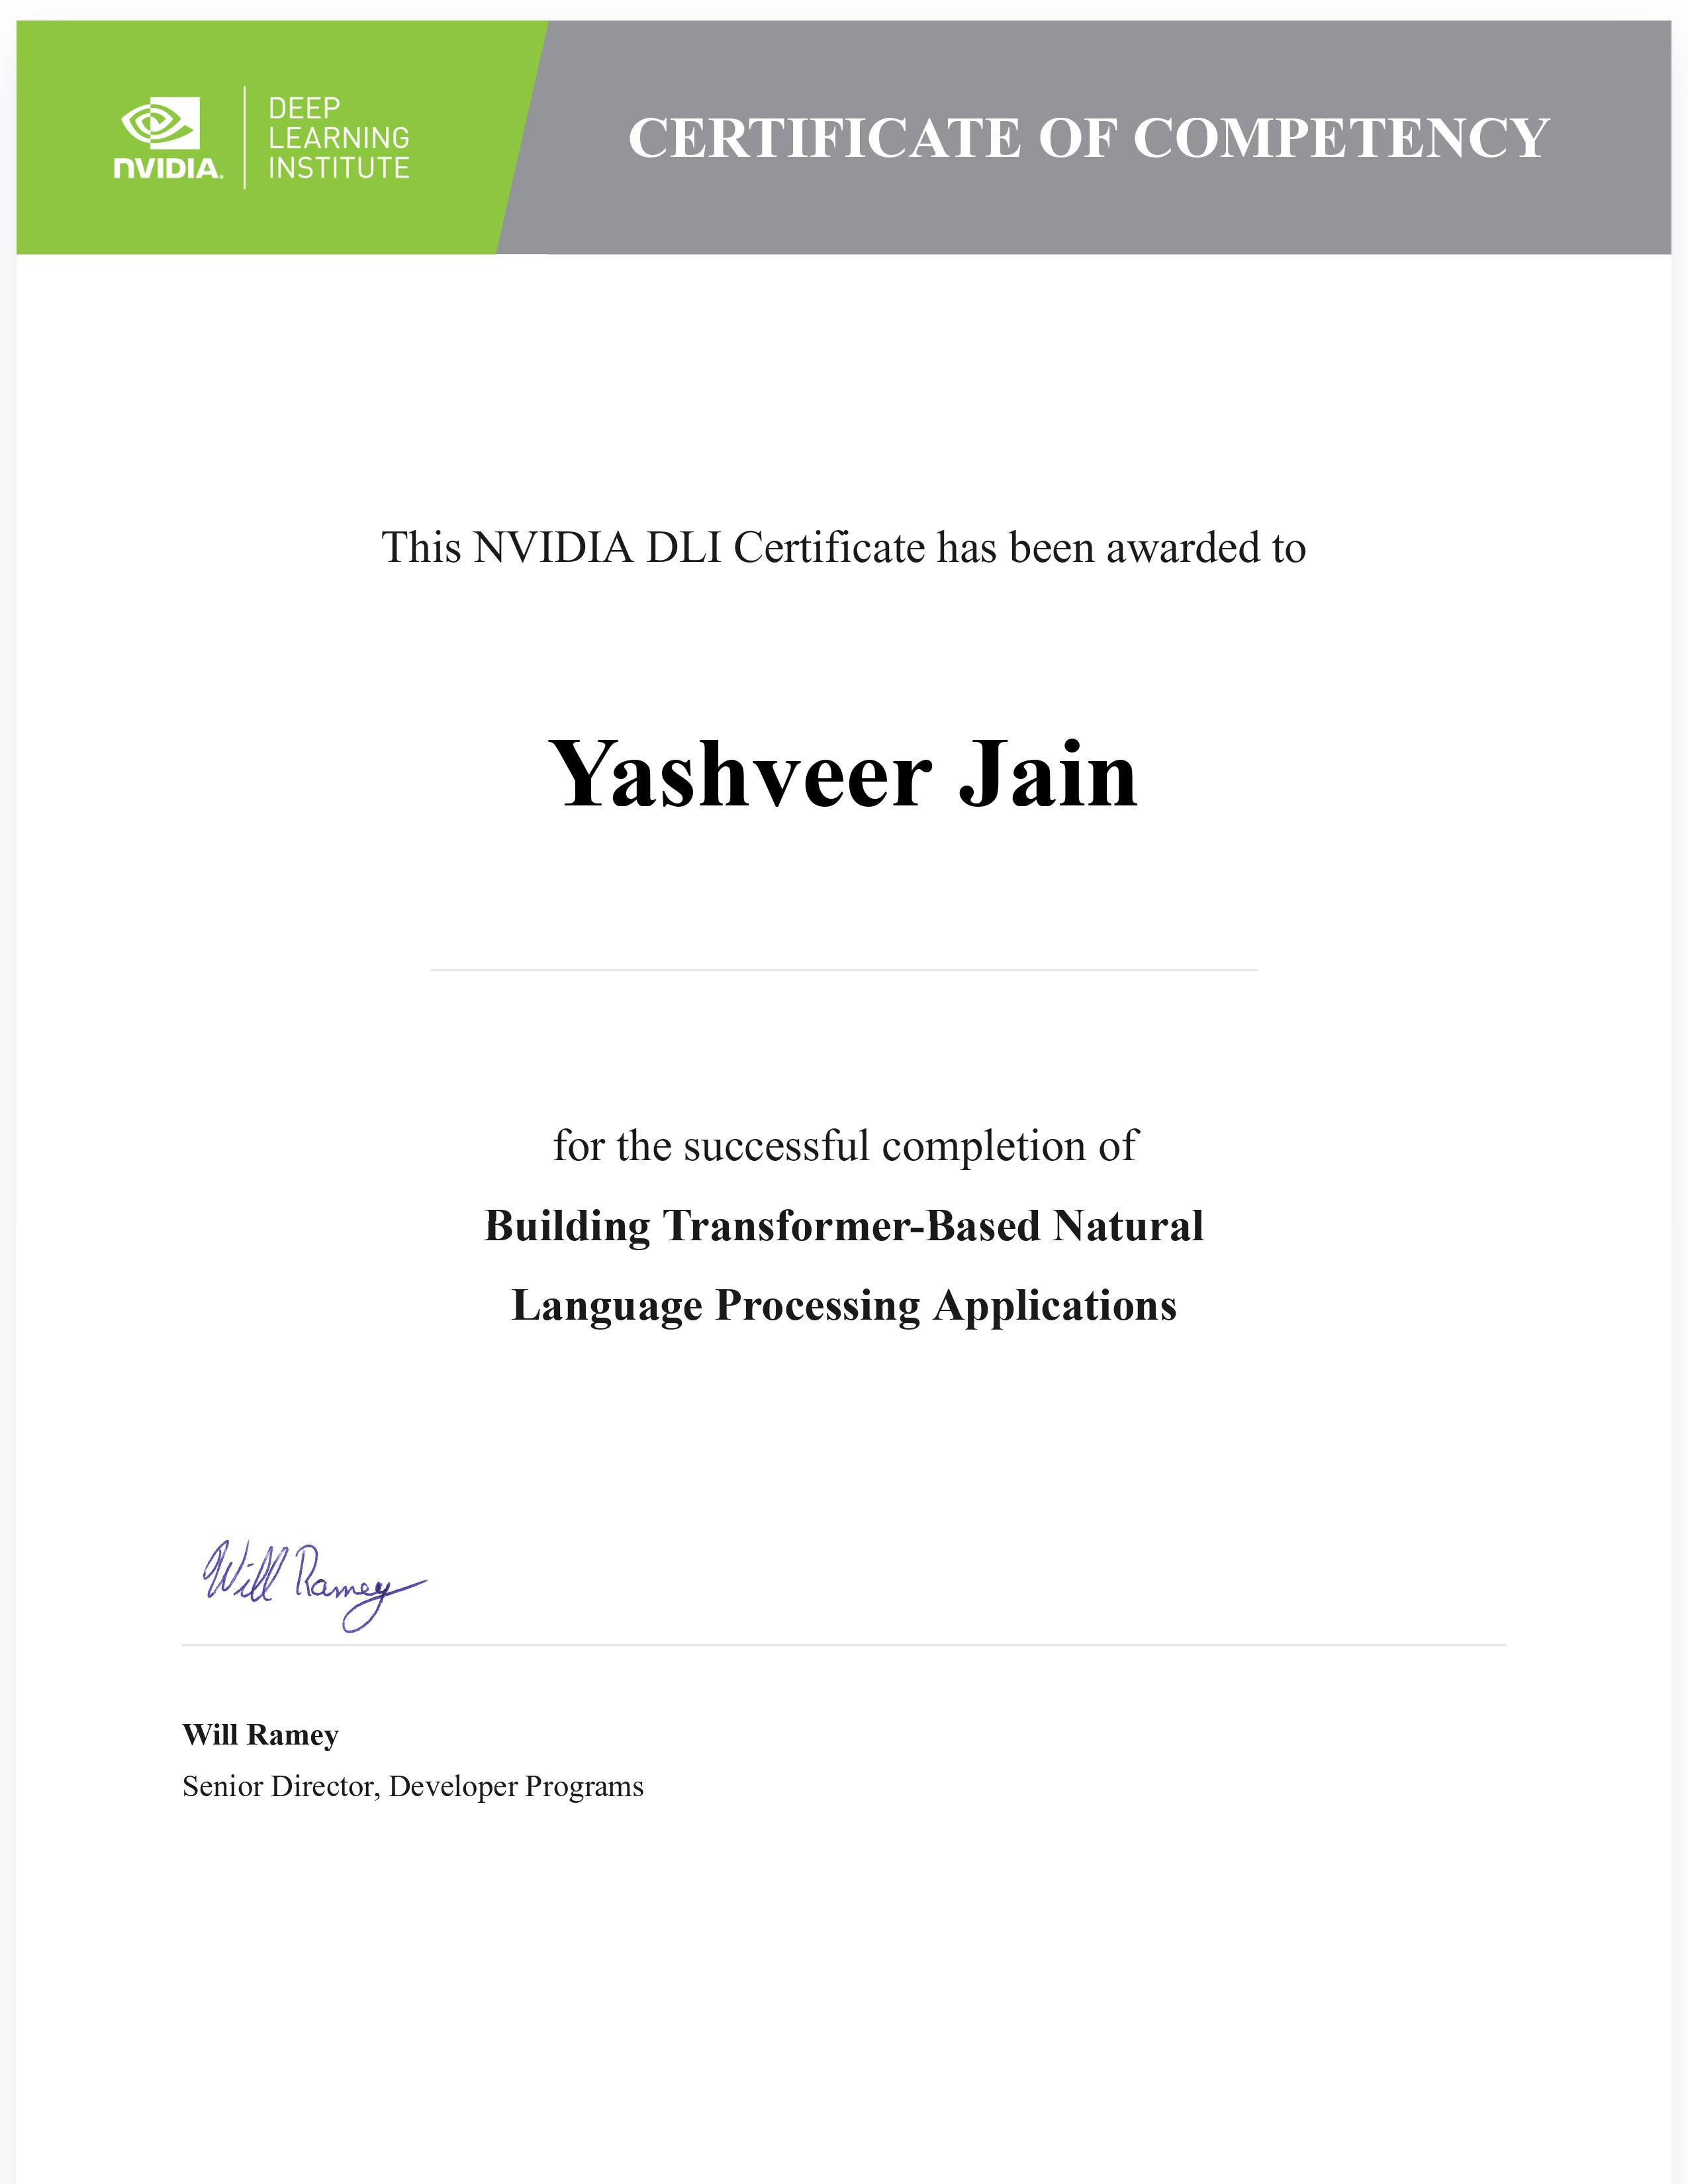 NVIDIA.
DEEP
LEARNING
INSTITUTE
CERTIFICATE OF COMPETENCY
This NVIDIA DLI Certificate has been awarded to
Yashveer Jain
for the successful completion of
Building Transformer-Based Natural
Language Processing Applications
Will Ramey
Will Ramey
Senior Director, Developer Programs